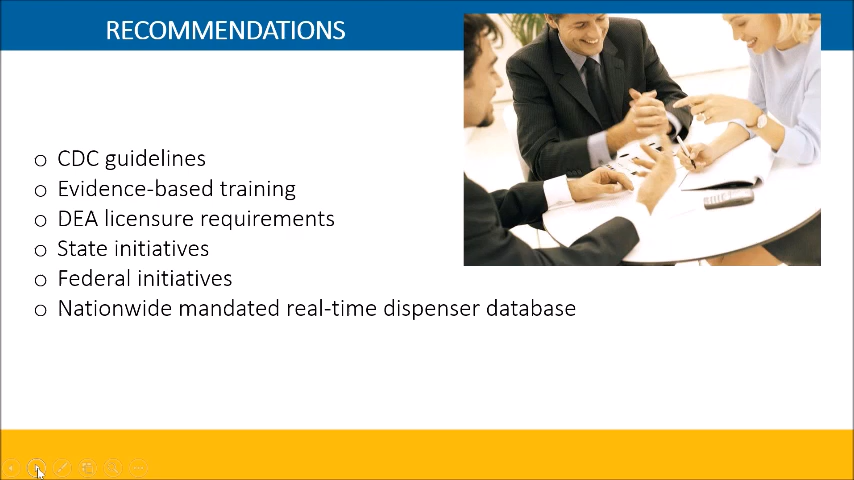 RECOMMENDATIONS
o CDC guidelines
o Evidence-based training
o DEA licensure requirements
o State initiatives
o Federal initiatives
o Nationwide mandated real-time dispenser database